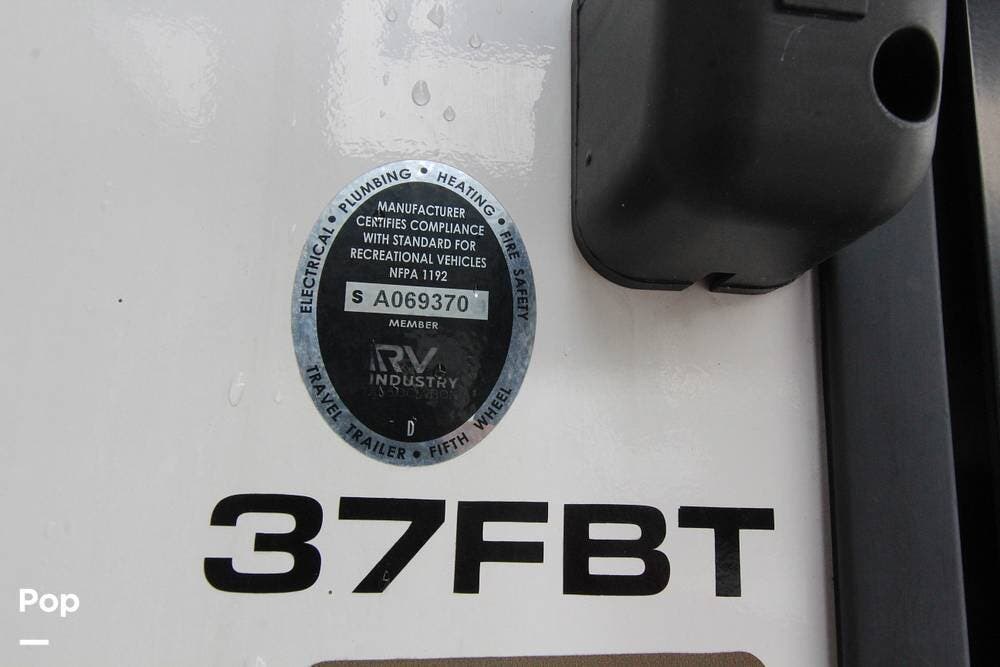 ELECTRICAL • PLUMBING • HEATING • FIRE SAFETY
MANUFACTURER
CERTIFIES COMPLIANCE
WITH STANDARD FOR
RECREATIONAL VEHICLES
NFPA 1192
S A069370
MEMBER
RV
INDUSTRY
ASSOCIATION
D
TRAVEL TRAILER • FIFTH WHEEL
37FBT
Pop